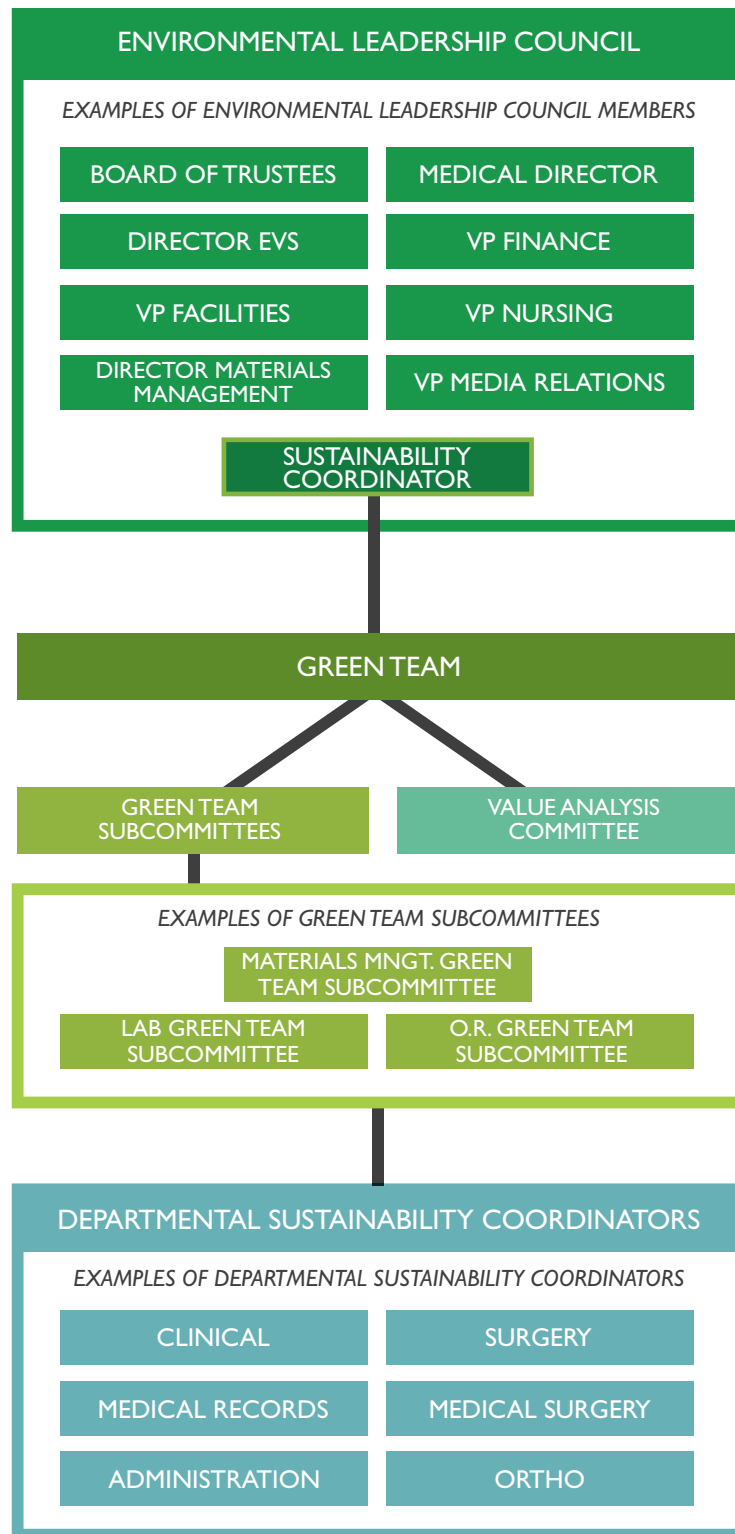 ENVIRONMENTAL LEADERSHIP COUNCIL
EXAMPLES OF ENVIRONMENTAL LEADERSHIP COUNCIL MEMBERS
BOARD OF TRUSTEES
MEDICAL DIRECTOR
DIRECTOR EVS
VP FINANCE
VP FACILITIES
VP NURSING
DIRECTOR MATERIALS
MANAGEMENT
VP MEDIA RELATIONS
SUSTAINABILITY
COORDINATOR
GREEN TEAM
GREEN TEAM
SUBCOMMITTEES
VALUE ANALYSIS
COMMITTEE
EXAMPLES OF GREEN TEAM SUBCOMMITTEES
MATERIALS MNGT. GREEN
TEAM SUBCOMMITTEE
LAB GREEN TEAM
SUBCOMMITTEE
O.R. GREEN TEAM
SUBCOMMITTEE
DEPARTMENTAL SUSTAINABILITY COORDINATORS
EXAMPLES OF DEPARTMENTAL SUSTAINABILITY COORDINATORS
CLINICAL
SURGERY
MEDICAL RECORDS
MEDICAL SURGERY
ADMINISTRATION
ORTHO